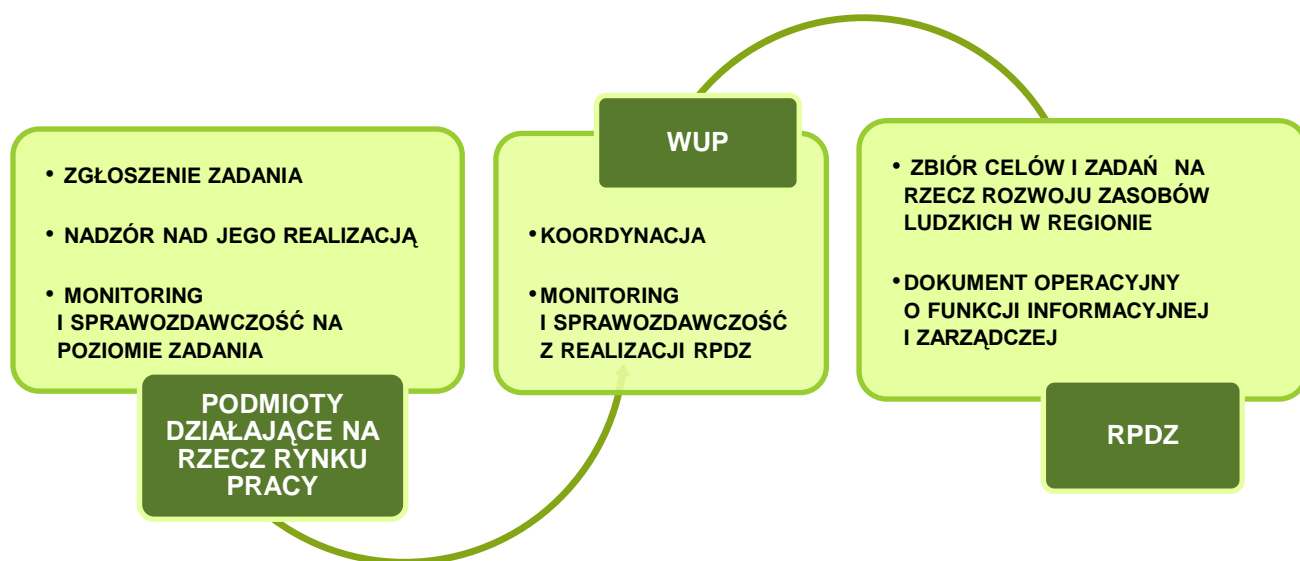 • ZGŁOSZENIE ZADANIA
• NADZÓR NAD JEGO REALIZACJĄ
• MONITORING
I SPRAWOZDAWCZOŚĆ NA
POZIOMIE ZADANIA
PODMIOTY
DZIAŁAJĄCE NA
RZECZ RYNKU
PRACY
WUP
•KOORDYNACJA
•MONITORING
I SPRAWOZDAWCZOŚĆ
Z REALIZACJI RPDZ
• ZBIÓR CELÓW I ZADAŃ NA
RZECZ ROZWOJU ZASOBÓW
LUDZKICH W REGIONIE
•DOKUMENT OPERACYJNY
O FUNKCJI INFORMACYJNEJ
I ZARZĄDCZEJ
RPDZ